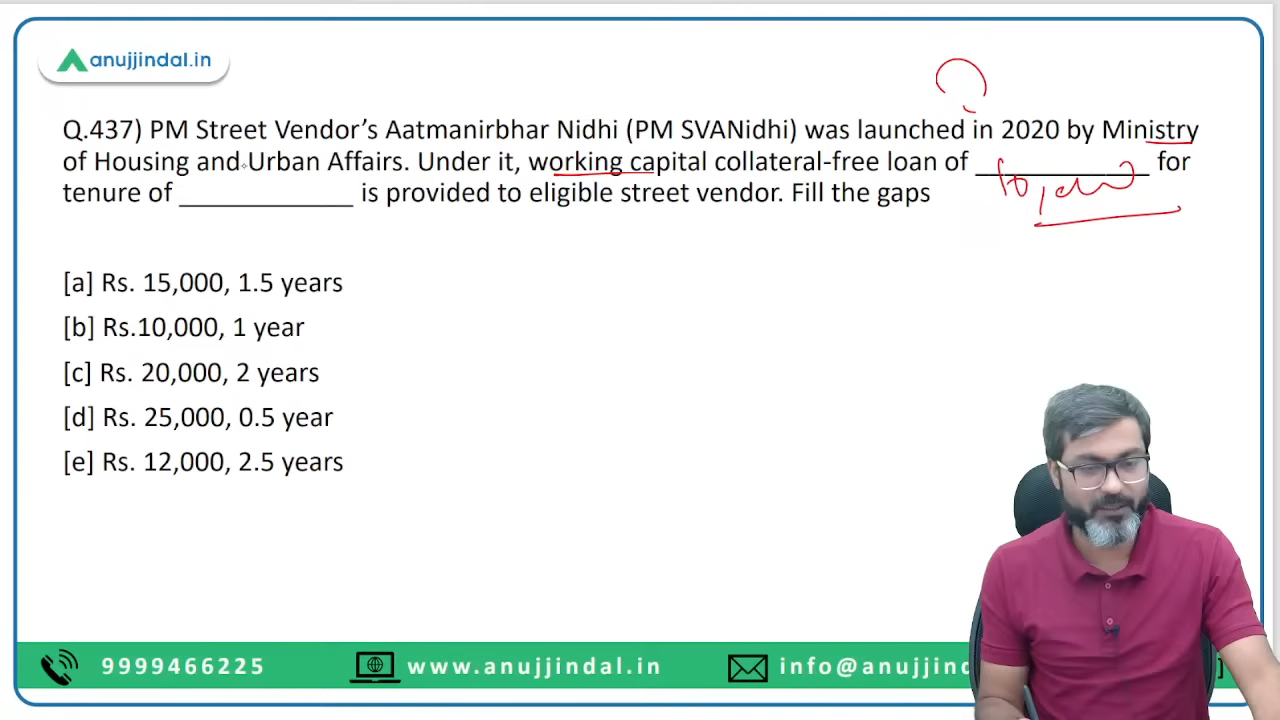 anujjindal.in
Q.437) PM Street Vendor’s Aatmanirbhar Nidhi (PM SVANidhi) was launched in 2020 by Ministry
of Housing and Urban Affairs. Under it, working capital collateral-free loan of ____________ for
tenure of ____________ is provided to eligible street vendor. Fill the gaps
[a] Rs. 15,000, 1.5 years
[b] Rs.10,000, 1 year
[c] Rs. 20,000, 2 years
[d] Rs. 25,000, 0.5 year
[e] Rs. 12,000, 2.5 years
9999466225 www.anujjindal.in info@anujjind